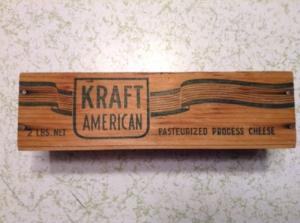 KRAFT
AMERICAN
2 LBS. NET
PASTEURIZED PROCESS CHEESE